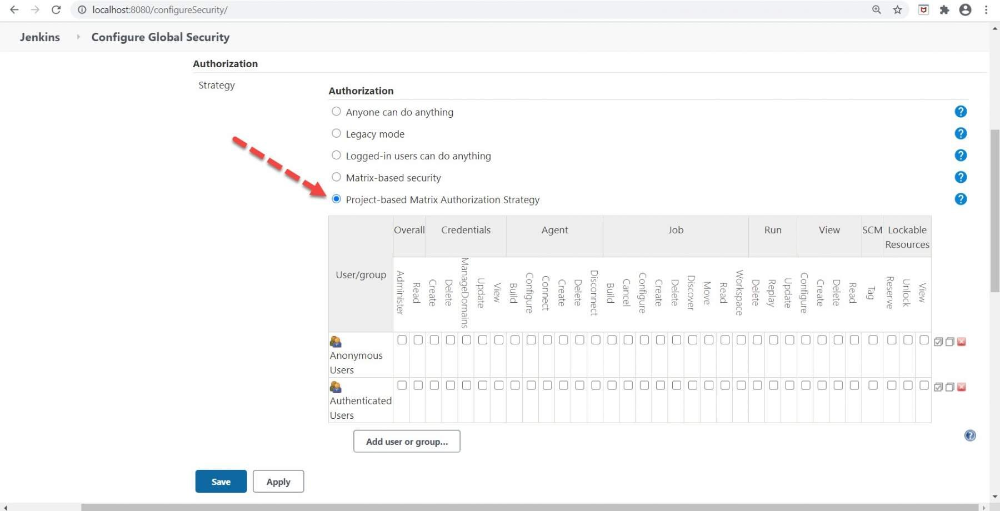 localhost:8080/configureSecurity/
Jenkins Configure Global Security
Authorization
Strategy
Authorization
Anyone can do anything
?
Legacy mode
?
Logged-in users can do anything
?
Matrix-based security
?
Project-based Matrix Authorization Strategy
?
User/group
Overall Credentials Agent Job Run View SCM Lockable
Resources
Administer
Read
Create
Delete
ManageDomains
Update
View
Build
Configure
Connect
Create
Delete
Disconnect
Build
Cancel
Configure
Create
Delete
Discover
Move
Read
Workspace
Delete
Replay
Update
Configure
Create
Delete
Read
Tag
Reserve
Unlock
View
Anonymous
Users
Authenticated
Users
Add user or group...
?
Save Apply